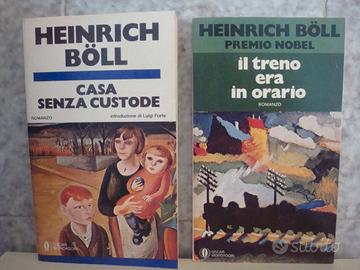 HEINRICH
BÖLL
CASA
SENZA CUSTODE
ROMANZO
introduzione di Luigi Forte
OSCAR
MONDADORI
HEINRICH BÖLL
PREMIO NOBEL
il treno
era
in orario
ROMANZO
OSCAR
MONDADORI
subito